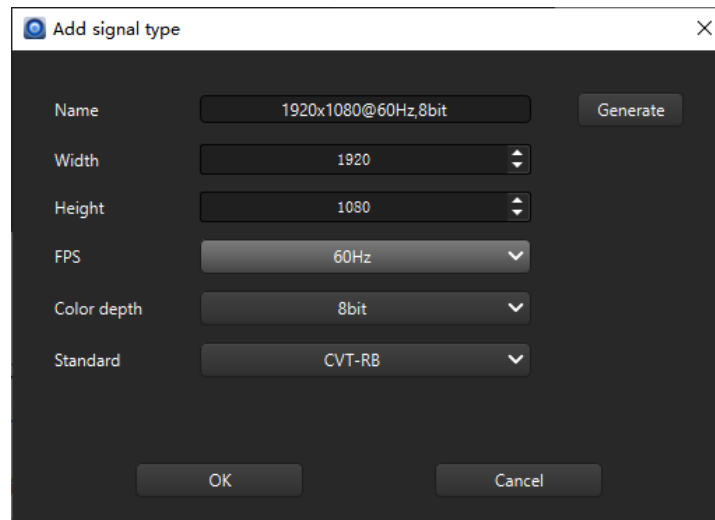 Add signal type
Name 1920x1080@60Hz,8bit Generate
Width 1920
Height 1080
FPS 60Hz
Color depth 8bit
Standard CVT-RB
OK Cancel